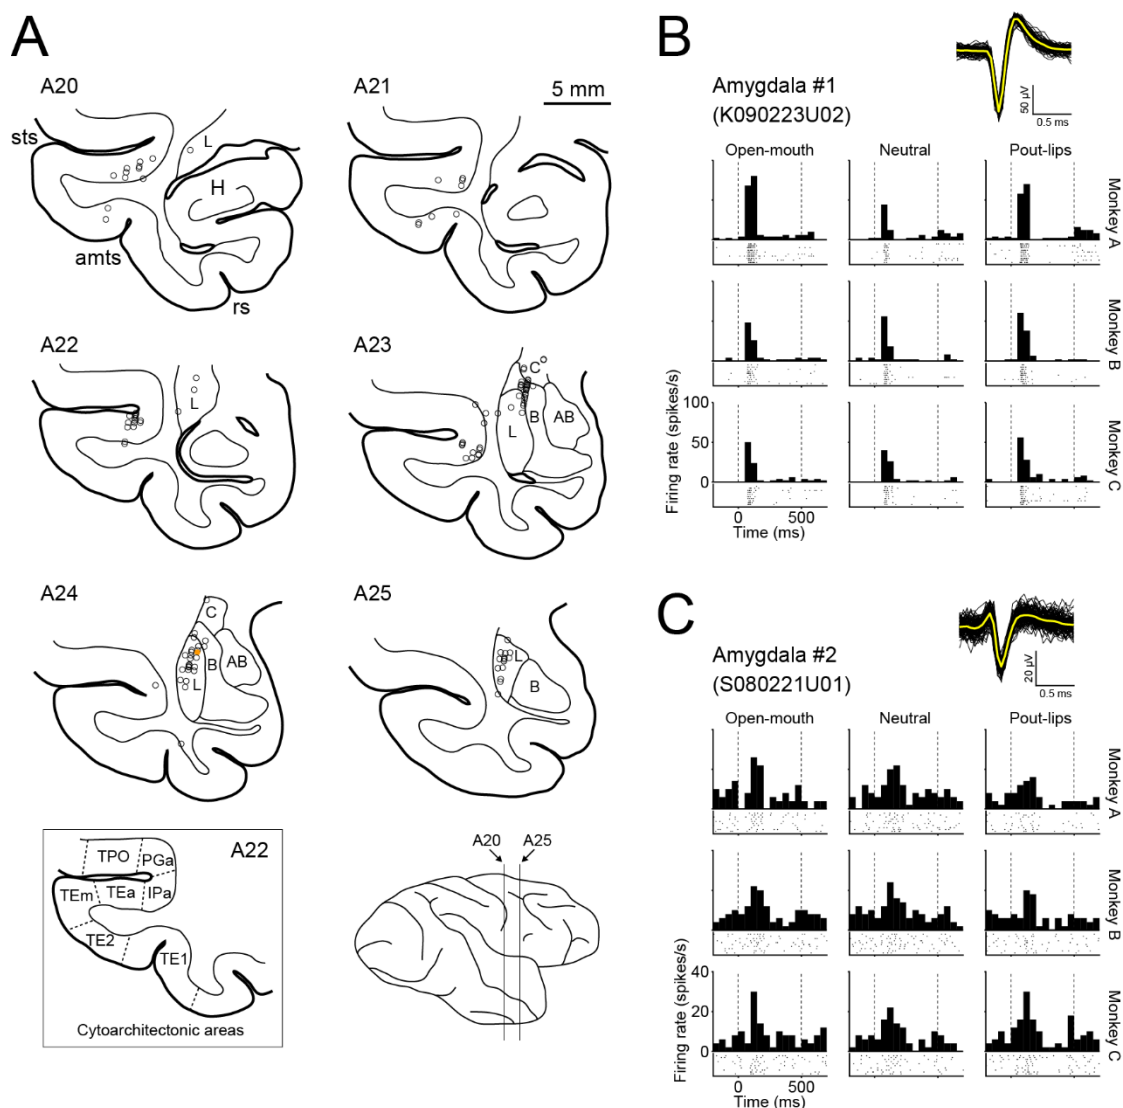 A
A20
A21
5 mm
sts
L
H
amts
rs
A22
A23
L
C
B
AB
L
A24
A25
C
B
AB
L
L
B
A22
TPO
PGa
TEm
TEa
IPa
TE2
TE1
Cytoarchitectonic areas
A20
A25
B
Amygdala #1
(K090223U02)
50 µV
0.5 ms
Open-mouth
Neutral
Pout-lips
Monkey A
Monkey B
Monkey C
Firing rate (spikes/s)
100
50
0
0
500
Time (ms)
C
Amygdala #2
(S080221U01)
20 µV
0.5 ms
Open-mouth
Neutral
Pout-lips
Monkey A
Monkey B
Monkey C
Firing rate (spikes/s)
40
20
0
0
500
Time (ms)